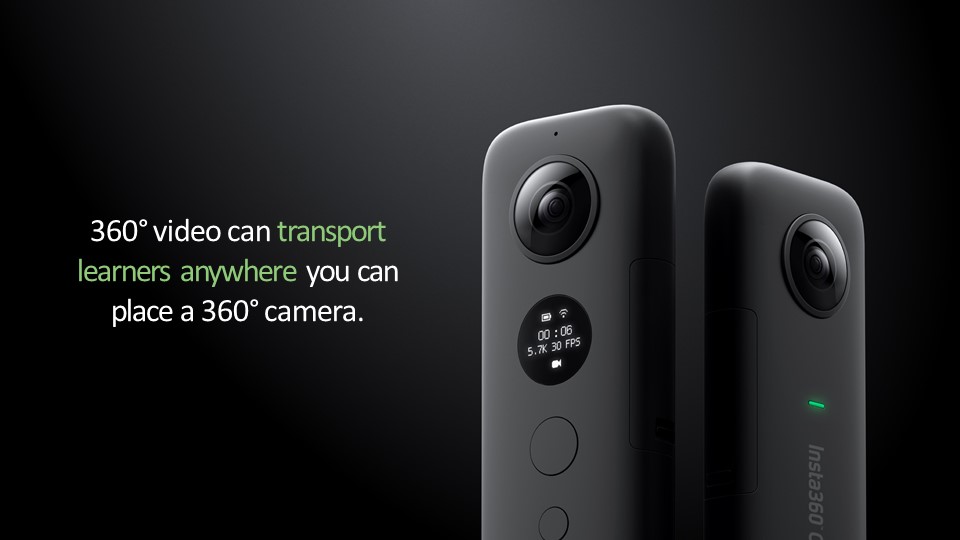 360° video can transport
learners anywhere you can
place a 360° camera.
00:06
5.7K 30 FPS
Insta360